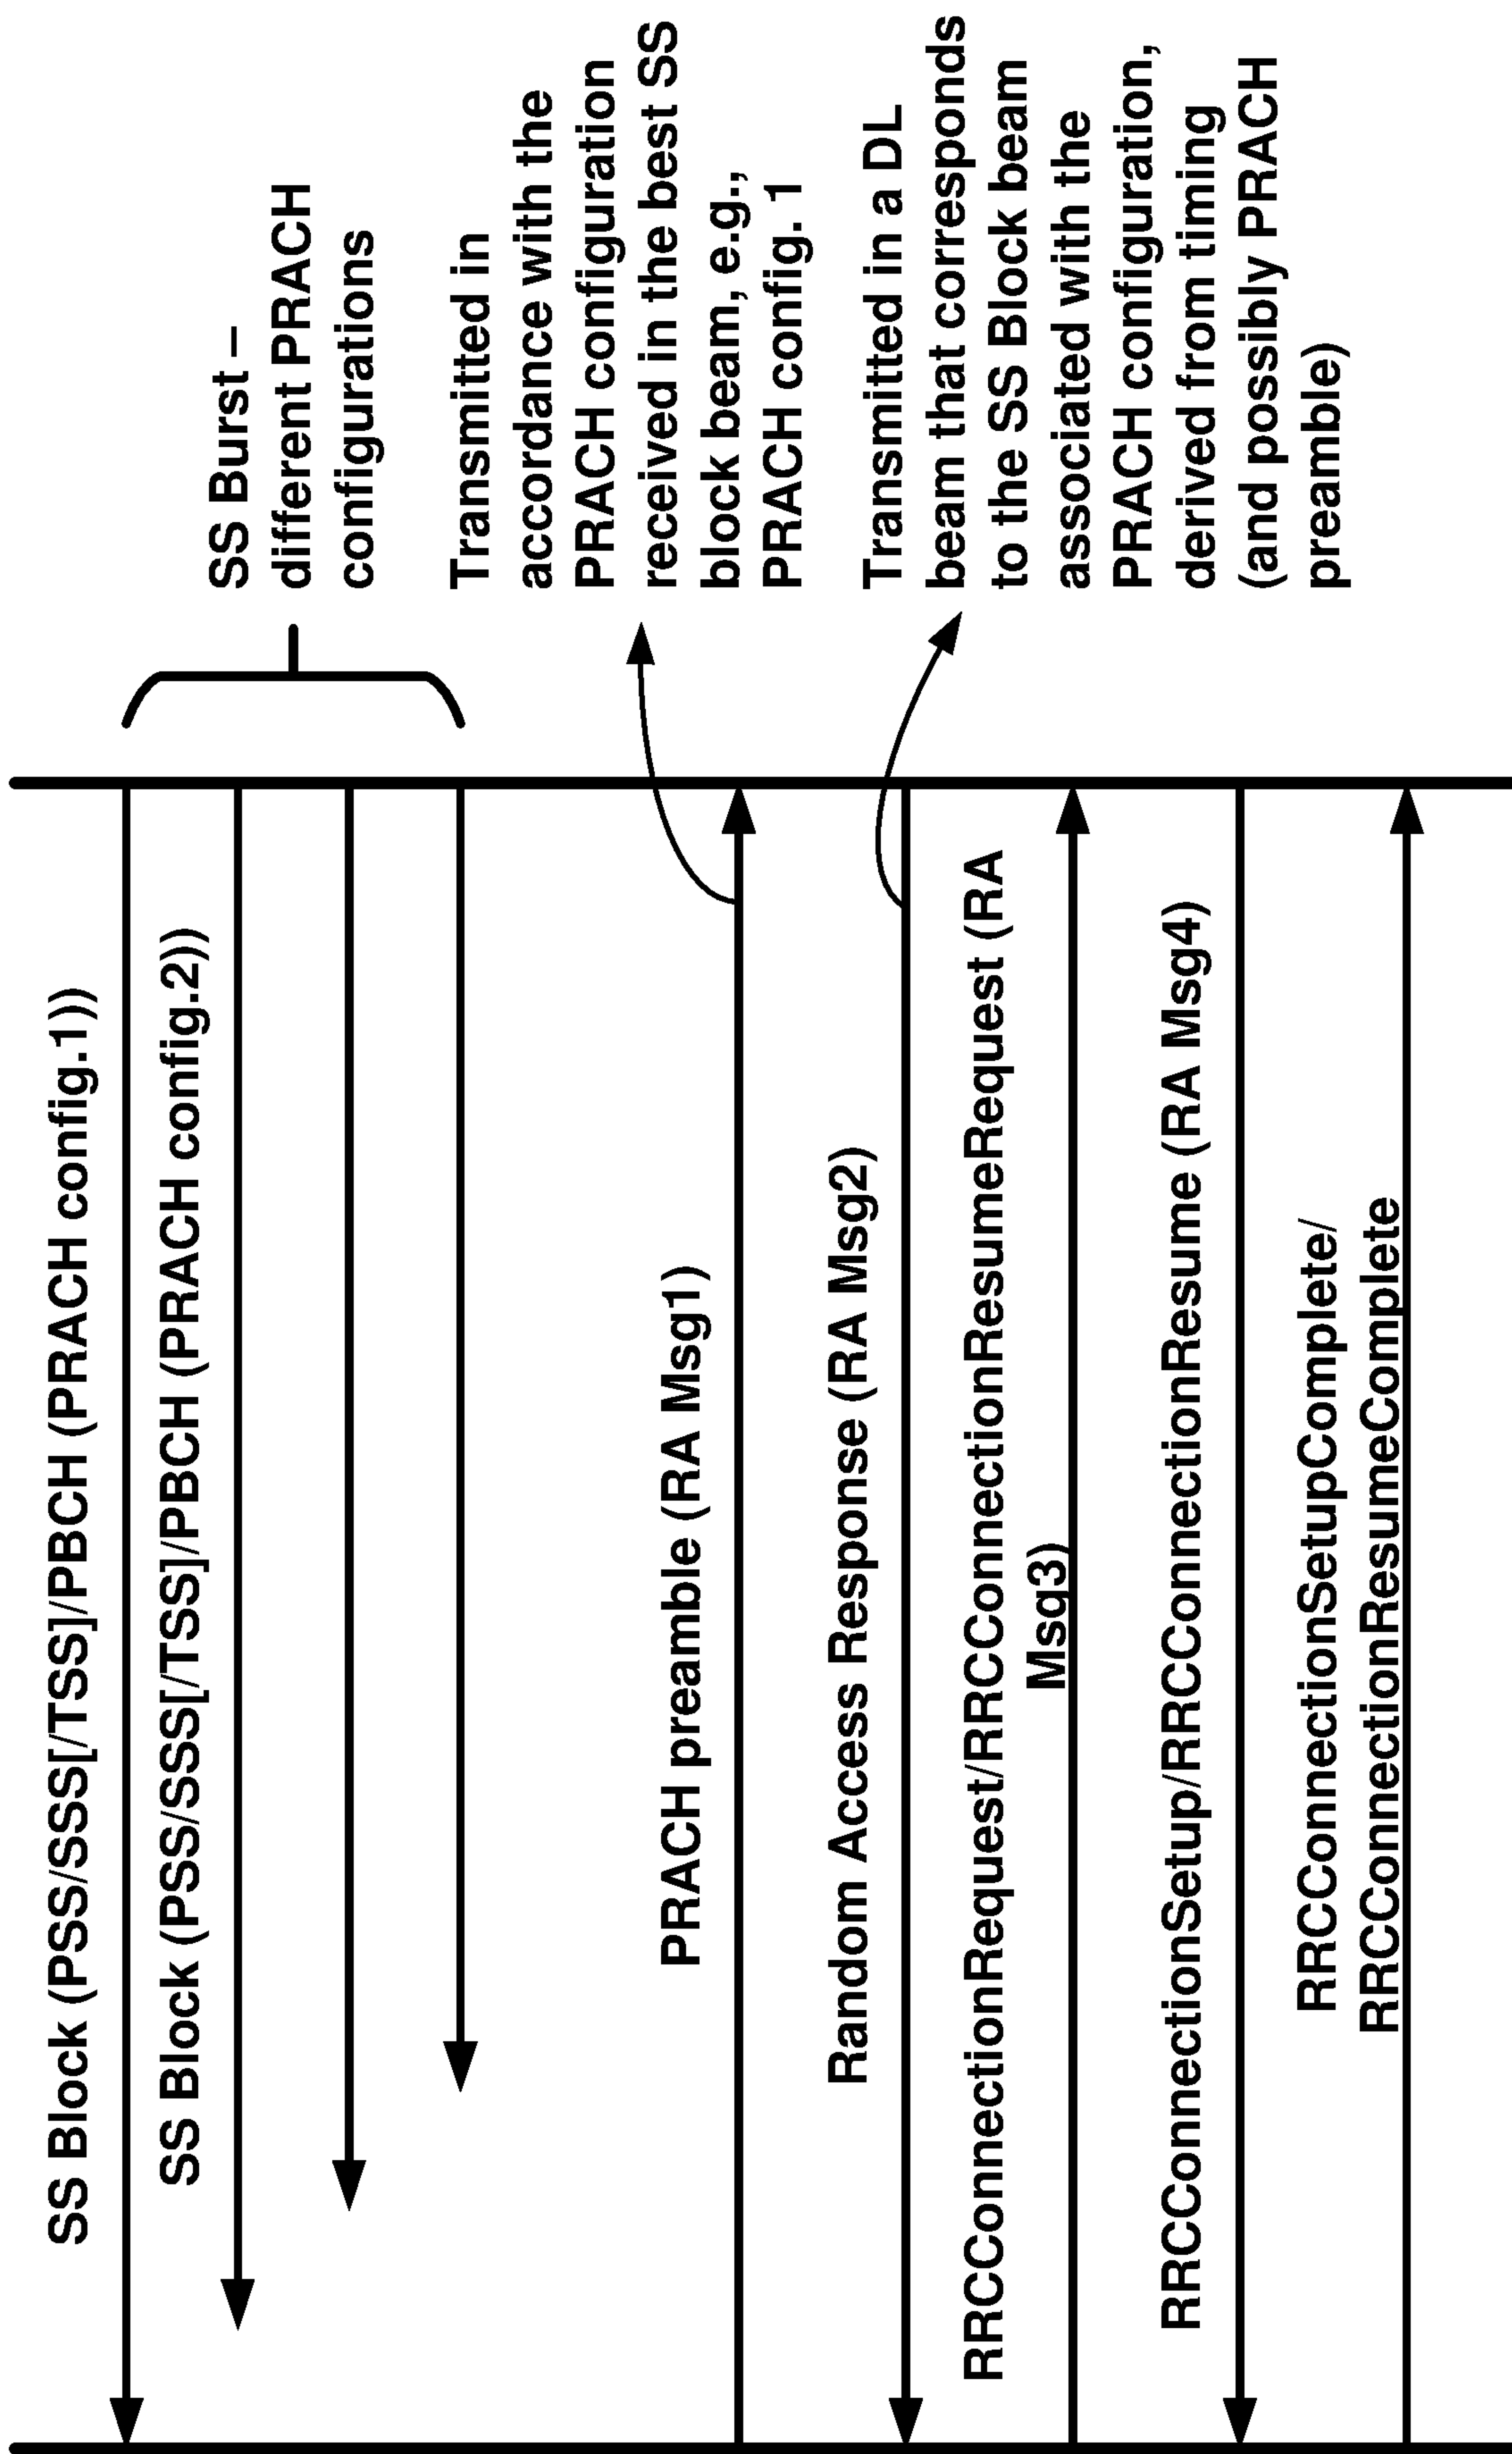 SS Block (PSS/SSS[/TSS]/PBCH (PRACH config.1))
SS Block (PSS/SSS[/TSS]/PBCH (PRACH config.2))
SS Burst –
different PRACH
configurations
PRACH preamble (RA Msg1)
Transmitted in
accordance with the
PRACH configuration
received in the best SS
block beam, e.g.,
PRACH config. 1
Random Access Response (RA Msg2)
Transmitted in a DL
beam that corresponds
to the SS Block beam
associated with the
PRACH configuration,
derived from timing
(and possibly PRACH
preamble)
RRCConnectionRequest/RRCConnectionResumeRequest (RA
Msg3)
RRCConnectionSetup/RRCConnectionResume (RA Msg4)
RRCConnectionSetupComplete/
RRCConnectionResumeComplete